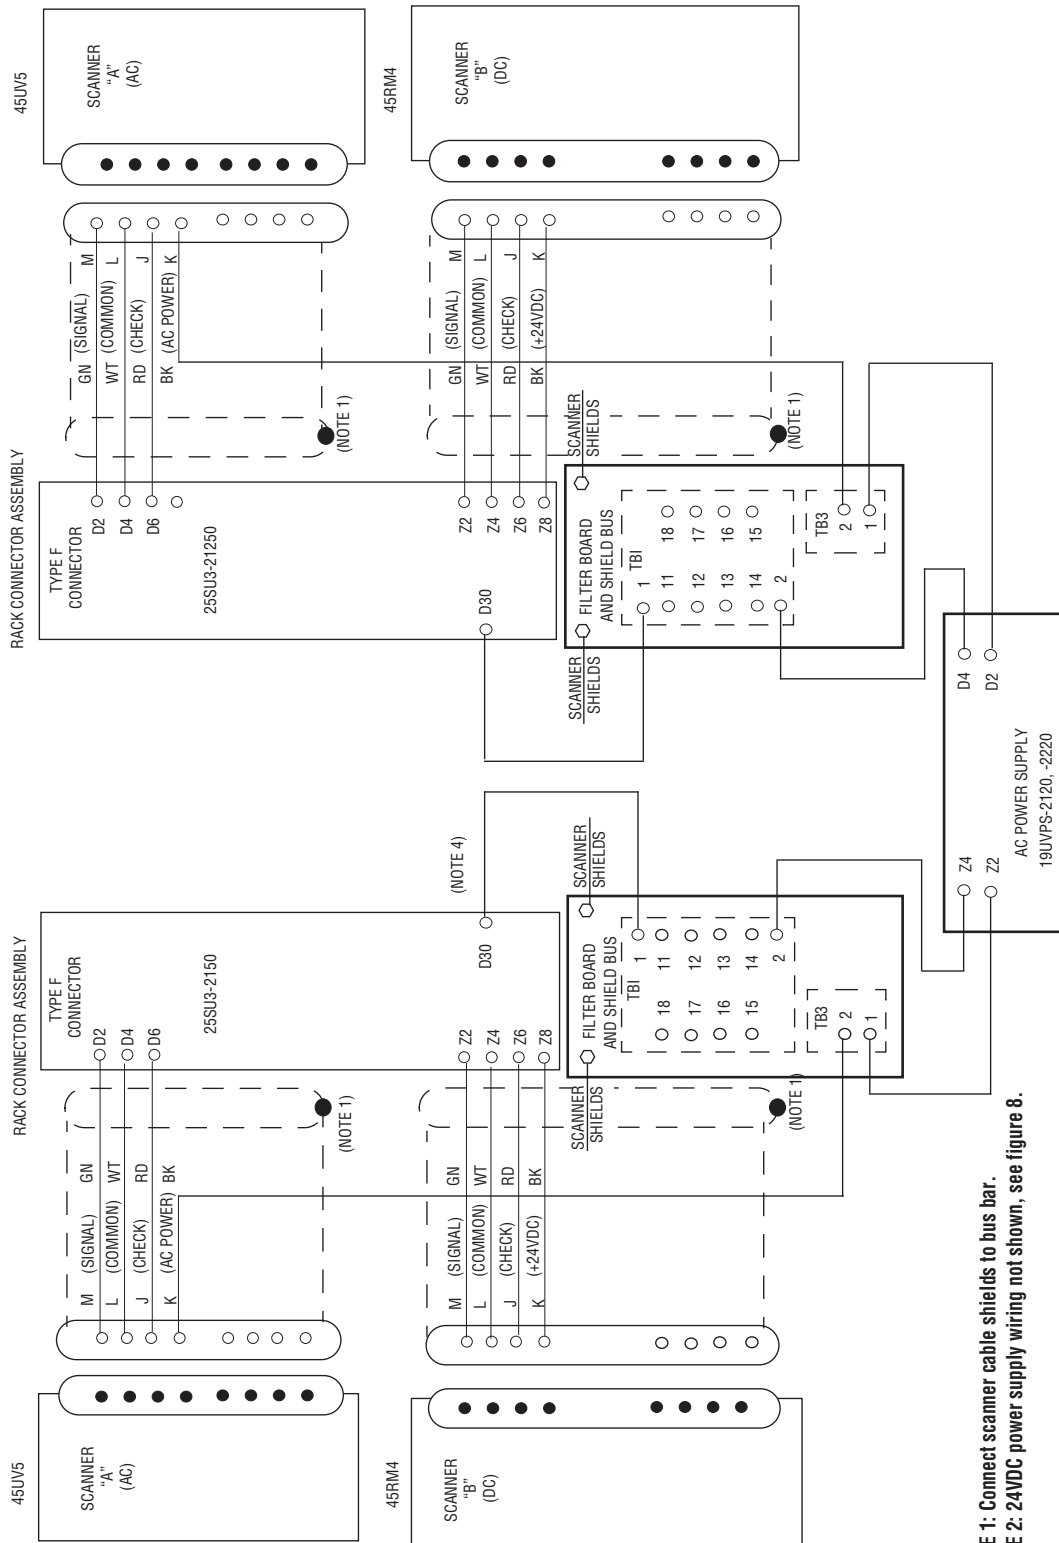 45UV5
SCANNER
"A"
(AC)
M (SIGNAL) GN
L (COMMON) WT
J (CHECK) RD
K (AC POWER) BK
(NOTE 1)
RACK CONNECTOR ASSEMBLY
TYPE F
CONNECTOR
D2
D4
D6
25SU3-2150
Z2
Z4
Z6
Z8
D30
(NOTE 4)
45RM4
SCANNER
"B"
(DC)
M (SIGNAL) GN
L (COMMON) WT
J (CHECK) RD
K (+24VDC) BK
(NOTE 1)
SCANNER
SHIELDS
FILTER BOARD
AND SHIELD BUS
SCANNER
SHIELDS
TBI
1
18 11
17 12
16 13
15 14
2
TB3
2
1
RACK CONNECTOR ASSEMBLY
TYPE F
CONNECTOR
D2
D4
D6
25SU3-21250
D30
Z2
Z4
Z6
Z8
45UV5
SCANNER
"A"
(AC)
GN (SIGNAL) M
WT (COMMON) L
RD (CHECK) J
BK (AC POWER) K
(NOTE 1)
45RM4
SCANNER
"B"
(DC)
GN (SIGNAL) M
WT (COMMON) L
RD (CHECK) J
BK (+24VDC) K
(NOTE 1)
SCANNER
SHIELDS
FILTER BOARD
AND SHIELD BUS
SCANNER
SHIELDS
1 TBI
11 18
12 17
13 16
14 15
2
TB3
2
1
Z4
Z2
D4
D2
AC POWER SUPPLY
19UVPS-2120, -2220
E 1: Connect scanner cable shields to bus bar.
E 2: 24VDC power supply wiring not shown, see figure 8.